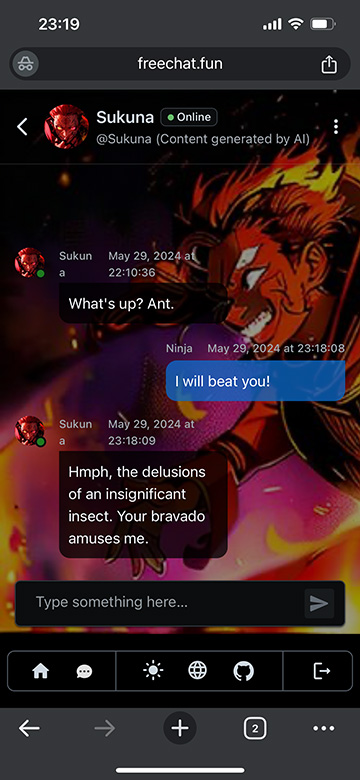 23:19
freechat.fun
Sukuna
Online
@Sukuna (Content generated by AI)
Sukun
a
May 29, 2024 at
22:10:36
What's up? Ant.
Ninja
May 29, 2024 at 23:18:08
I will beat you!
Sukun
a
May 29, 2024 at
23:18:09
Hmph, the delusions
of an insignificant
insect. Your bravado
amuses me.
Type something here...
2